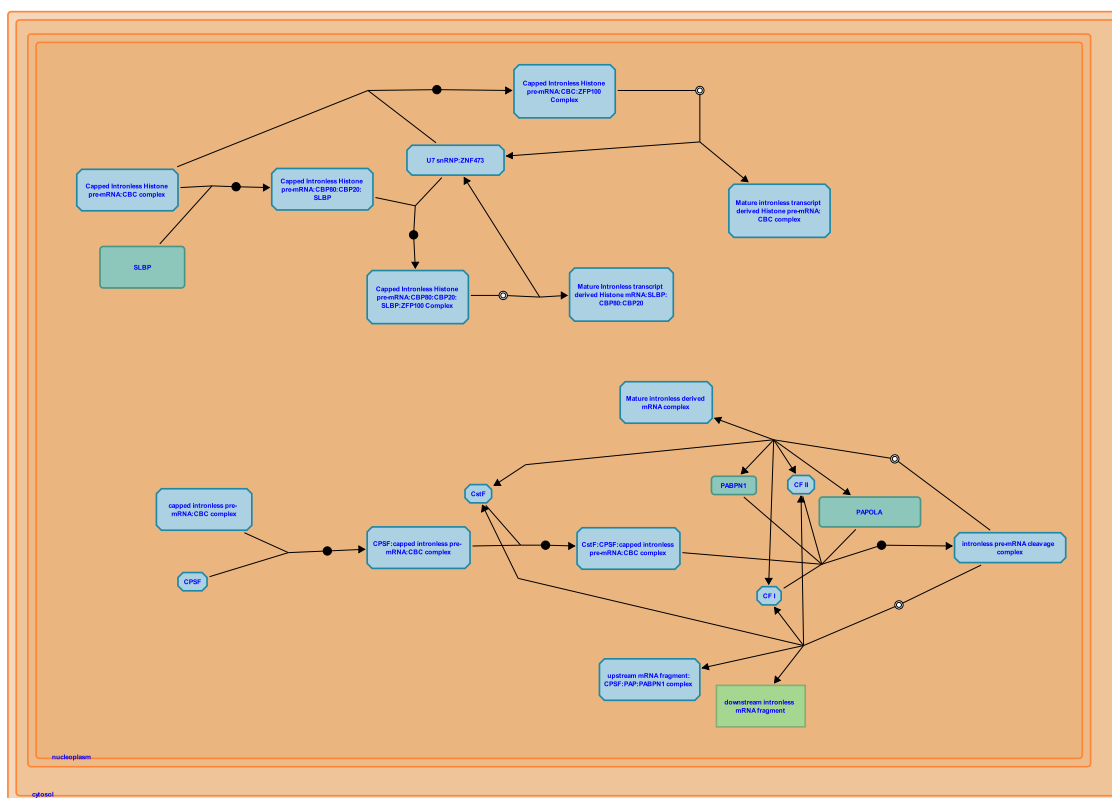 Capped Intronless Histone
pre-mRNA:CBC:ZFP100
Complex
U7 snRNP:ZNF473
Capped Intronless Histone
pre-mRNA:CBC complex
Capped Intronless Histone
pre-mRNA:CBP80:CBP20:
SLBP
Mature intronless transcript
derived Histone pre-mRNA:
CBC complex
SLBP
Capped Intronless Histone
pre-mRNA:CBP80:CBP20:
SLBP:ZFP100 Complex
Mature Intronless transcript
derived Histone mRNA:SLBP:
CBP80:CBP20
Mature intronless derived
mRNA complex
PABPN1
CF II
CstF
PAPOLA
capped intronless pre-
mRNA:CBC complex
CPSF:capped intronless pre-
mRNA:CBC complex
CstF:CPSF:capped intronless
pre-mRNA:CBC complex
intronless pre-mRNA cleavage
complex
CPSF
CF I
upstream mRNA fragment:
CPSF:PAP:PABPN1 complex
downstream intronless
mRNA fragment
nucleoplasm
cytosol